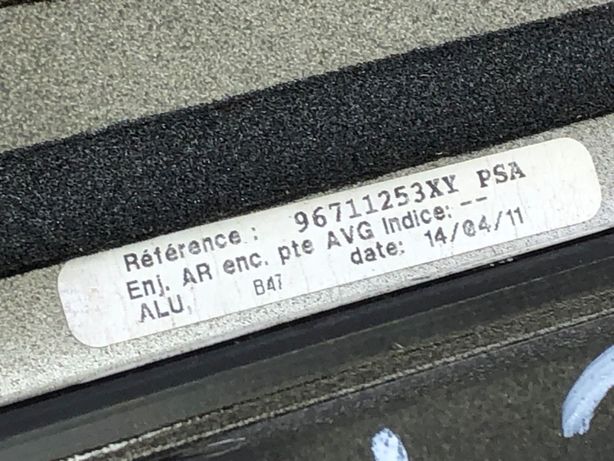 Référence : 96711253XY PSA
Enj. AR enc. pte AVG Indice: --
ALU, B47 date: 14/04/11